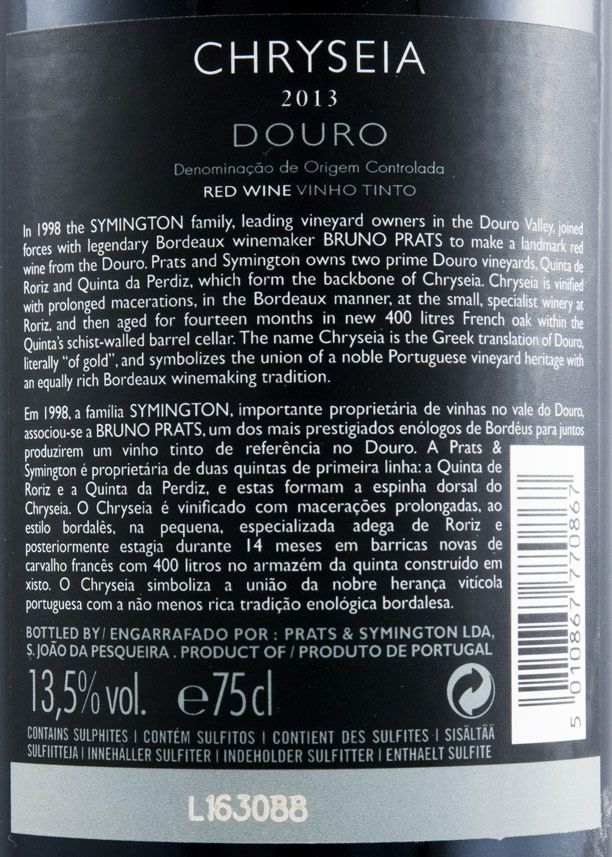 CHRYSEIA
2013
DOURO
Denominação de Origem Controlada
RED WINE VINHO TINTO
In 1998 the SYMINGTON family, leading vineyard owners in the Douro Valley, joined
forces with legendary Bordeaux winemaker BRUNO PRATS to make a landmark red
wine from the Douro. Prats and Symington owns two prime Douro vineyards, Quinta de
Roriz and Quinta da Perdiz, which form the backbone of Chryseia. Chryseia is vinified
with prolonged macerations, in the Bordeaux manner, at the small, specialist winery at
Roriz, and then aged for fourteen months in new 400 litres French oak within the
Quinta's schist-walled barrel cellar. The name Chryseia is the Greek translation of Douro,
literally "of gold", and symbolizes the union of a noble Portuguese vineyard heritage with
an equally rich Bordeaux winemaking tradition.
Em 1998, a família SYMINGTON, importante proprietária de vinhas no vale do Douro,
associou-se a BRUNO PRATS, um dos mais prestigiados enólogos de Bordéus para juntos
produzirem um vinho tinto de referência no Douro. A Prats &
Symington é proprietária de duas quintas de primeira linha: a Quinta de
Roriz e a Quinta da Perdiz, e estas formam a espinha dorsal do
Chryseia. O Chryseia é vinificado com macerações prolongadas, ao
estilo bordalês, na pequena, especializada adega de Roriz e
posteriormente estagia durante 14 meses em barricas novas de
carvalho francês com 400 litros no armazém da quinta construído em
xisto. O Chryseia simboliza a união da nobre herança vitícola
portuguesa com a não menos rica tradição enológica bordalesa.
BOTTLED BY / ENGARRAFADO POR : PRATS & SYMINGTON LDA,
S. JOÃO DA PESQUEIRA . PRODUCT OF / PRODUTO DE PORTUGAL
13,5% vol. e 75cl
CONTAINS SULPHITES | CONTÉM SULFITOS | CONTIENT DES SULFITES | SISÄLTÄÄ
SULFIITTEJA | INNEHÅLLER SULFITER | INDEHOLDER SULFITTER | ENTHAELT SULFITE
5 010867 770867
L163088